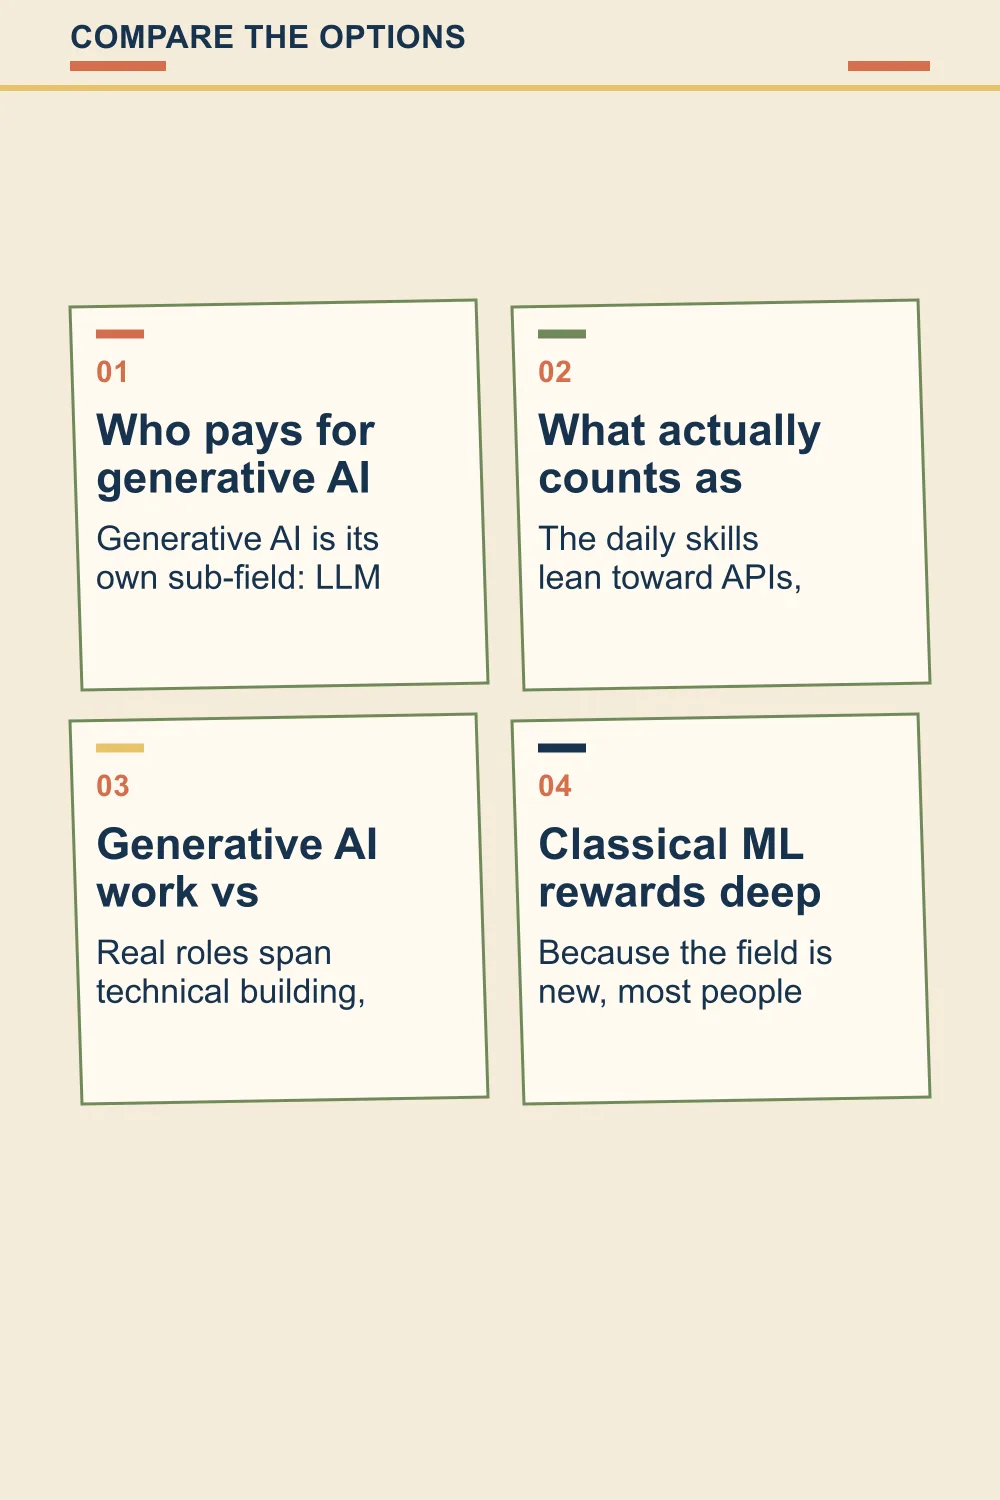 COMPARE THE OPTIONS
01
Who pays for
generative AI
Generative AI is its
own sub-field: LLM
02
What actually
counts as
The daily skills
lean toward APIs,
03
Generative AI
work vs
Real roles span
technical building,
04
Classical ML
rewards deep
Because the field is
new, most people